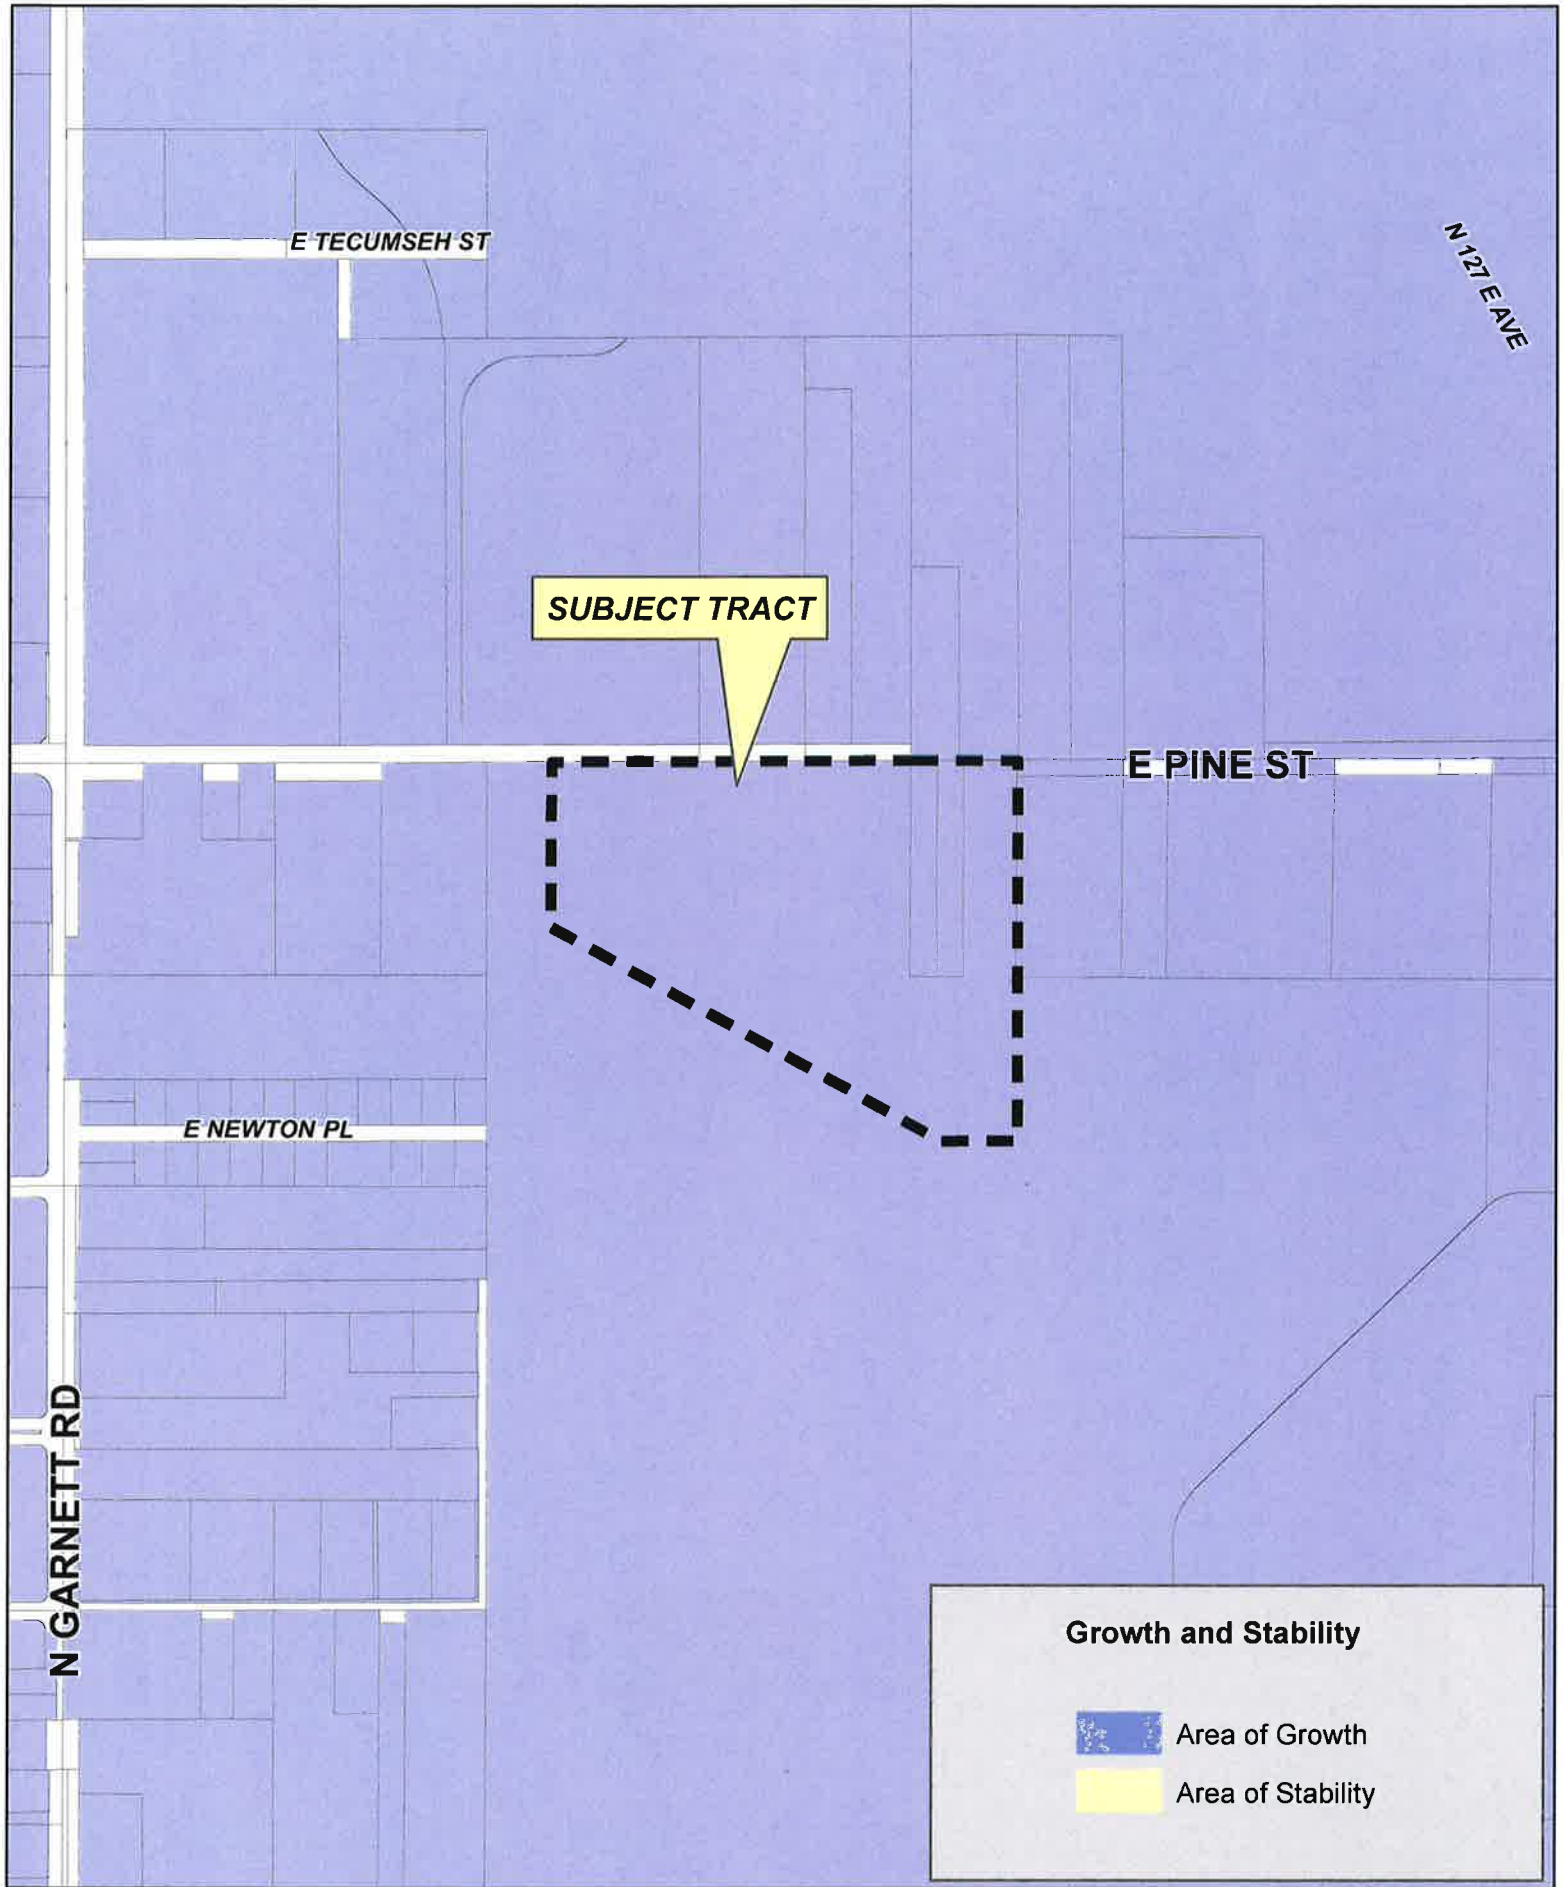 E TECUMSEH ST
N 127 E AVE
SUBJECT TRACT
E PINE ST
E NEWTON PL
N GARNETT RD
Growth and Stability
Area of Growth
Area of Stability